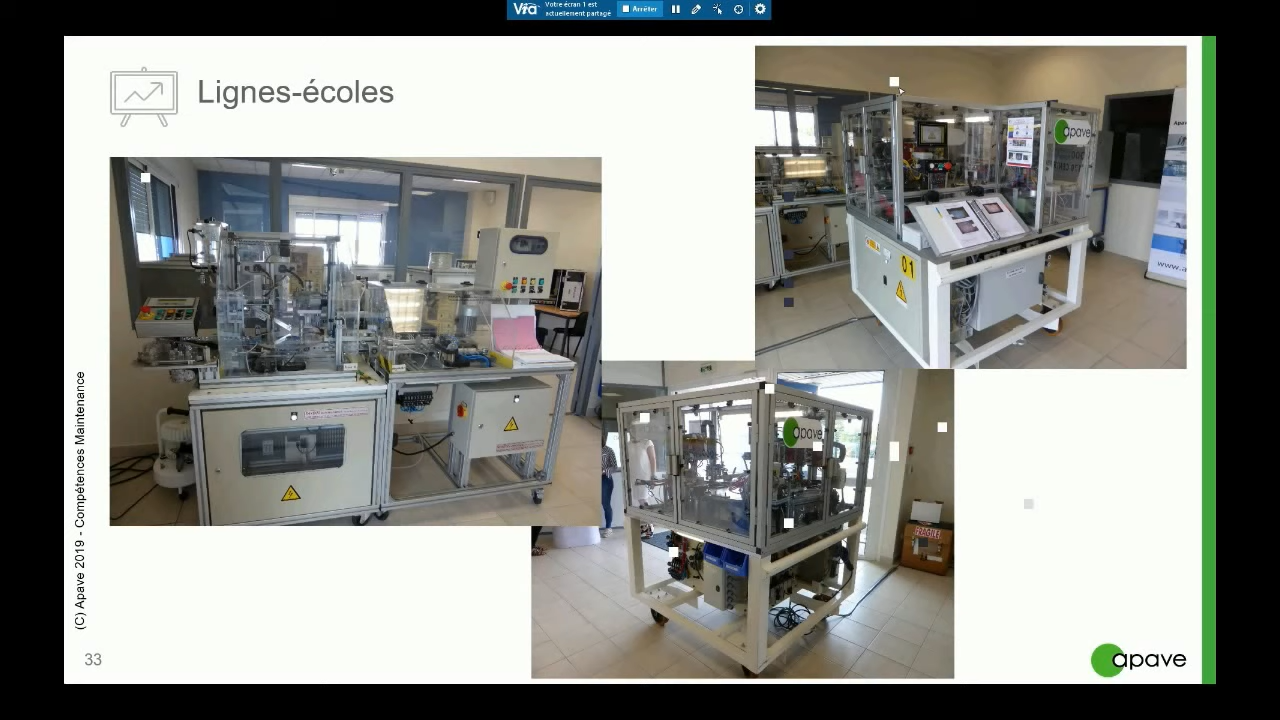 Votre écran 1 est
actuellement partagé
Arrêter
Lignes-écoles
apave
01
apave
FRAGILE
(C) Apave 2019 - Compétences Maintenance
33
apave